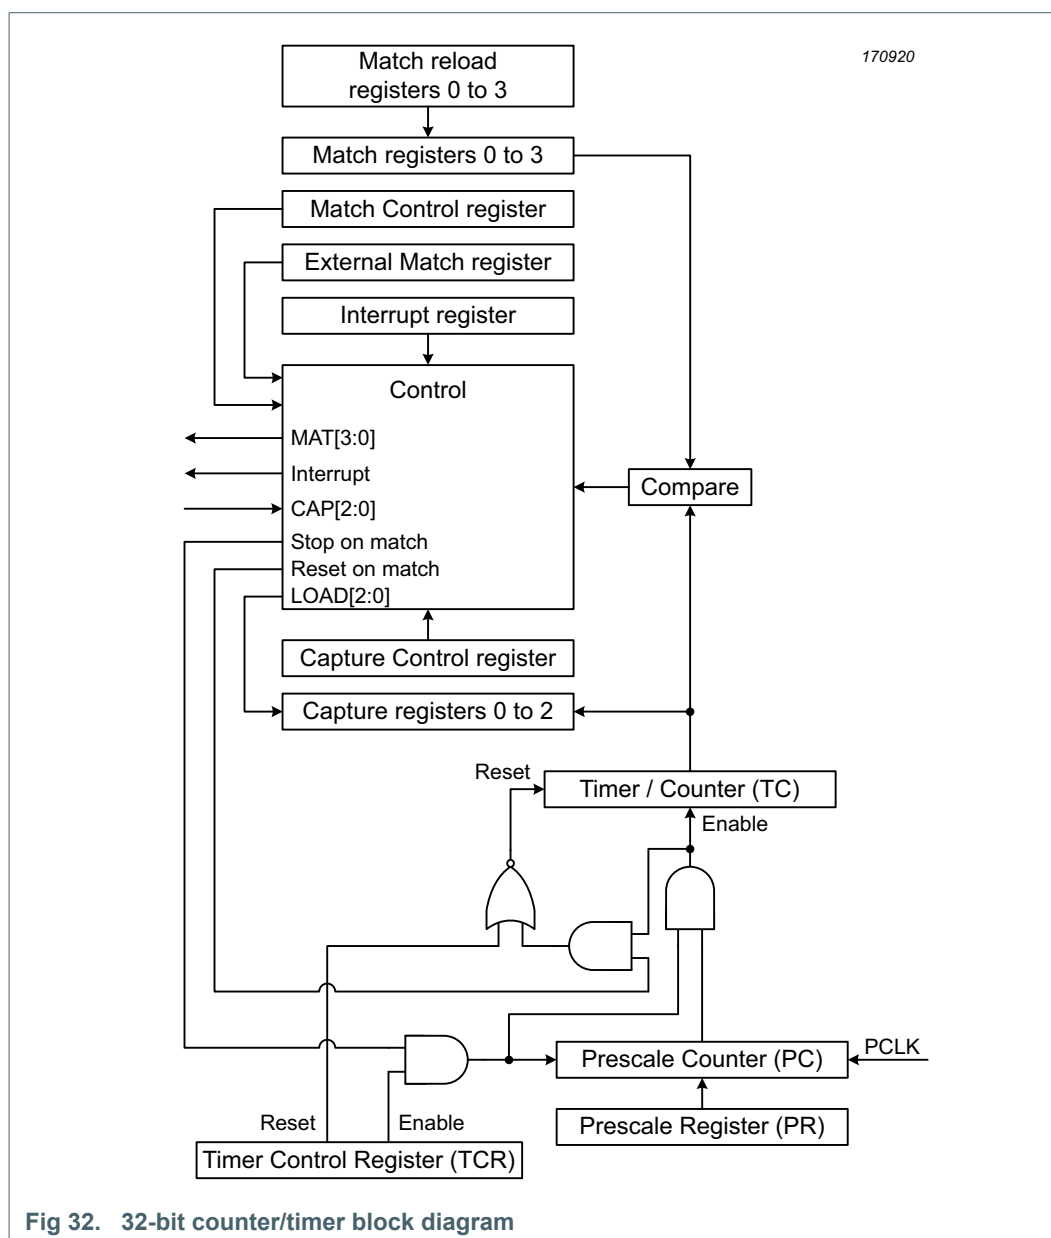 170920
Match reload
registers 0 to 3
Match registers 0 to 3
Match Control register
External Match register
Interrupt register
Control
MAT[3:0]
Interrupt
CAP[2:0]
Stop on match
Reset on match
LOAD[2:0]
Compare
Capture Control register
Capture registers 0 to 2
Reset
Timer / Counter (TC)
Enable
Prescale Counter (PC)
PCLK
Prescale Register (PR)
Reset
Enable
Timer Control Register (TCR)
Fig 32. 32-bit counter/timer block diagram